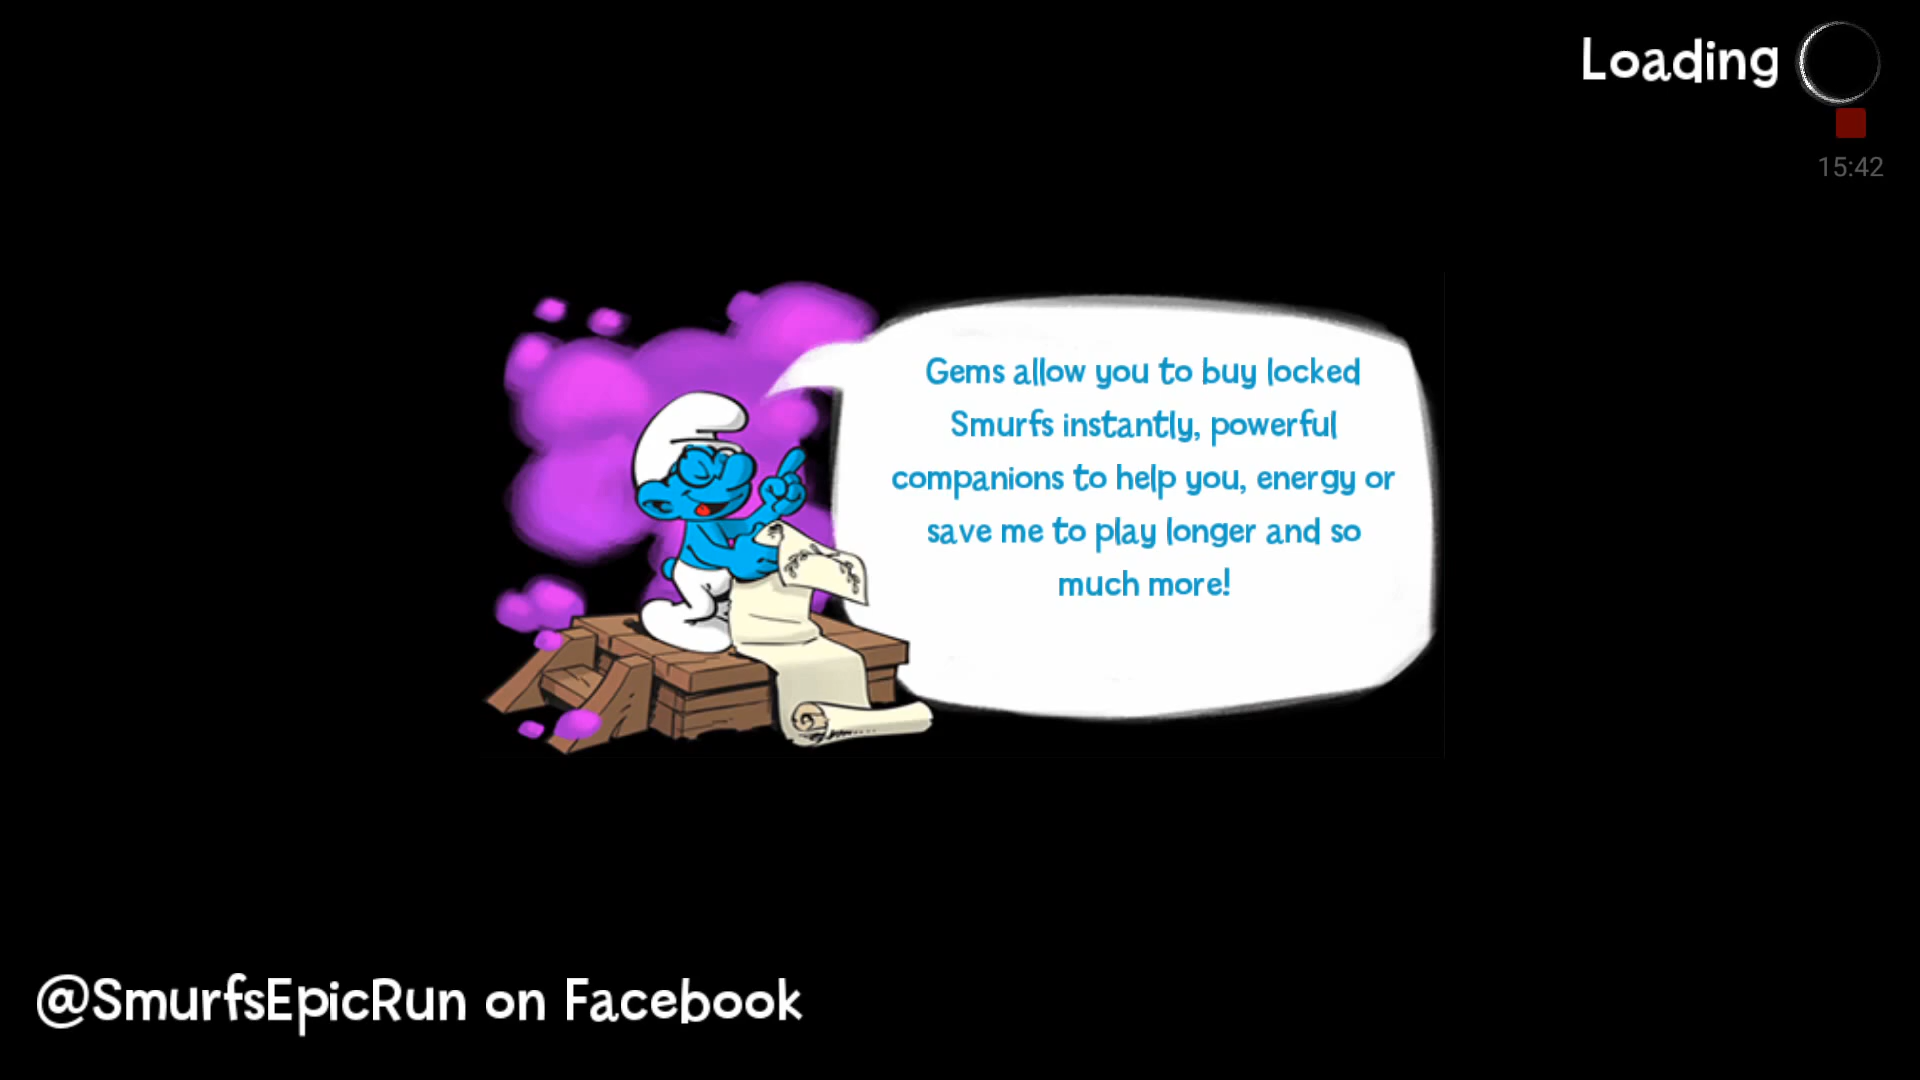 Loading
15:42
Gems allow you to buy locked
Smurfs instantly, powerful
companions to help you, energy or
save me to play longer and so
much more!
@SmurfsEpicRun on Facebook